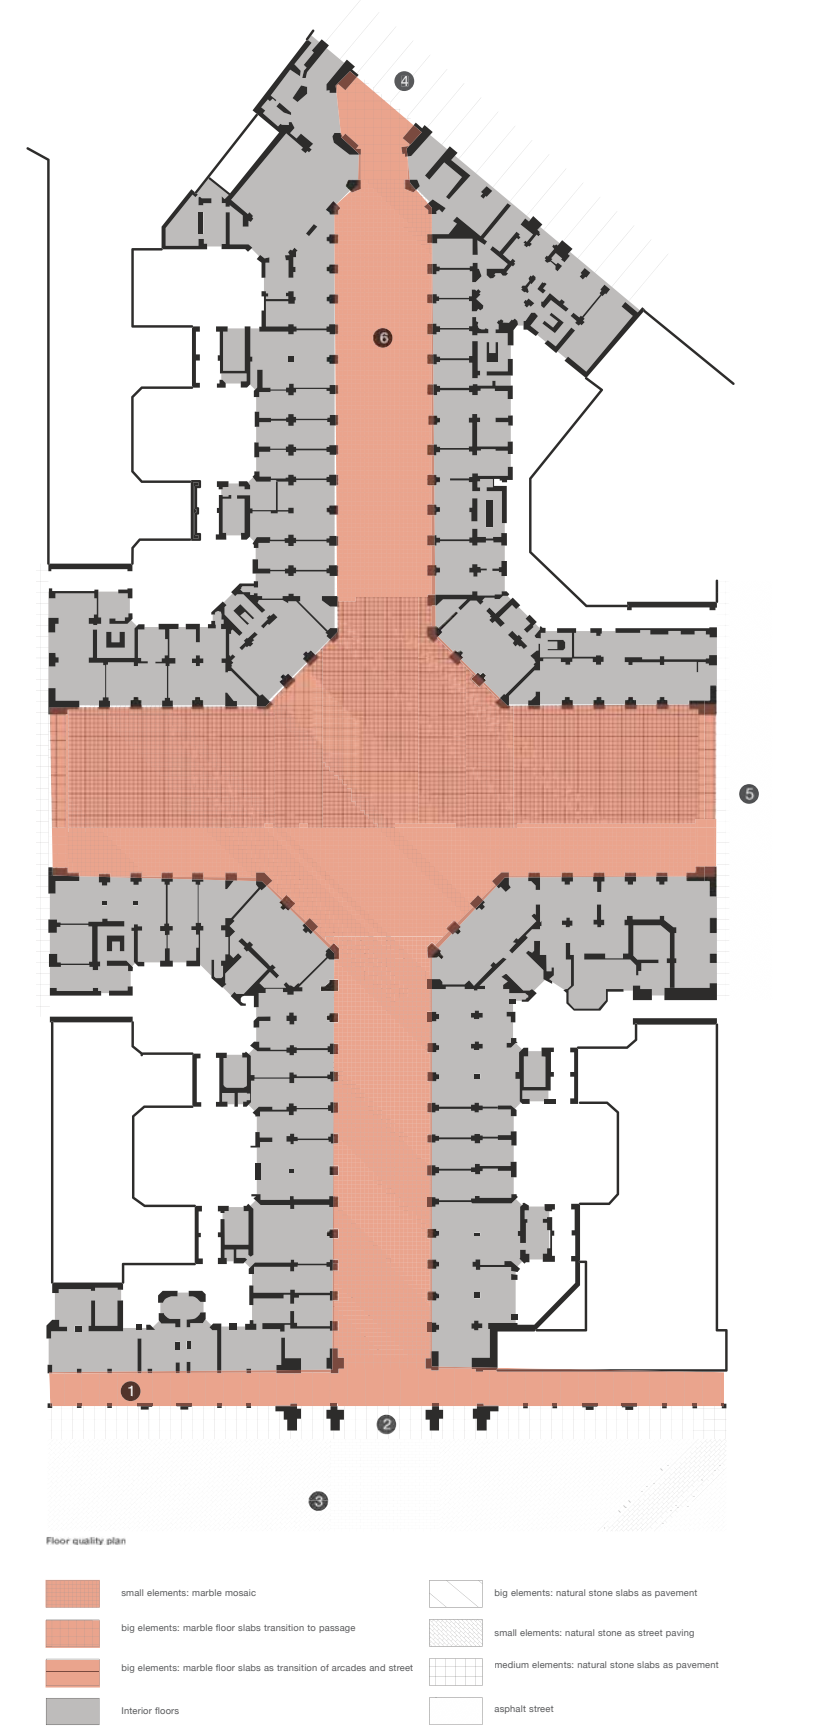 4
6
5
1
2
3
Floor quality plan
small elements: marble mosaic
big elements: marble floor slabs transition to passage
big elements: marble floor slabs as transition of arcades and street
Interior floors
big elements: natural stone slabs as pavement
small elements: natural stone as street paving
medium elements: natural stone slabs as pavement
asphalt street